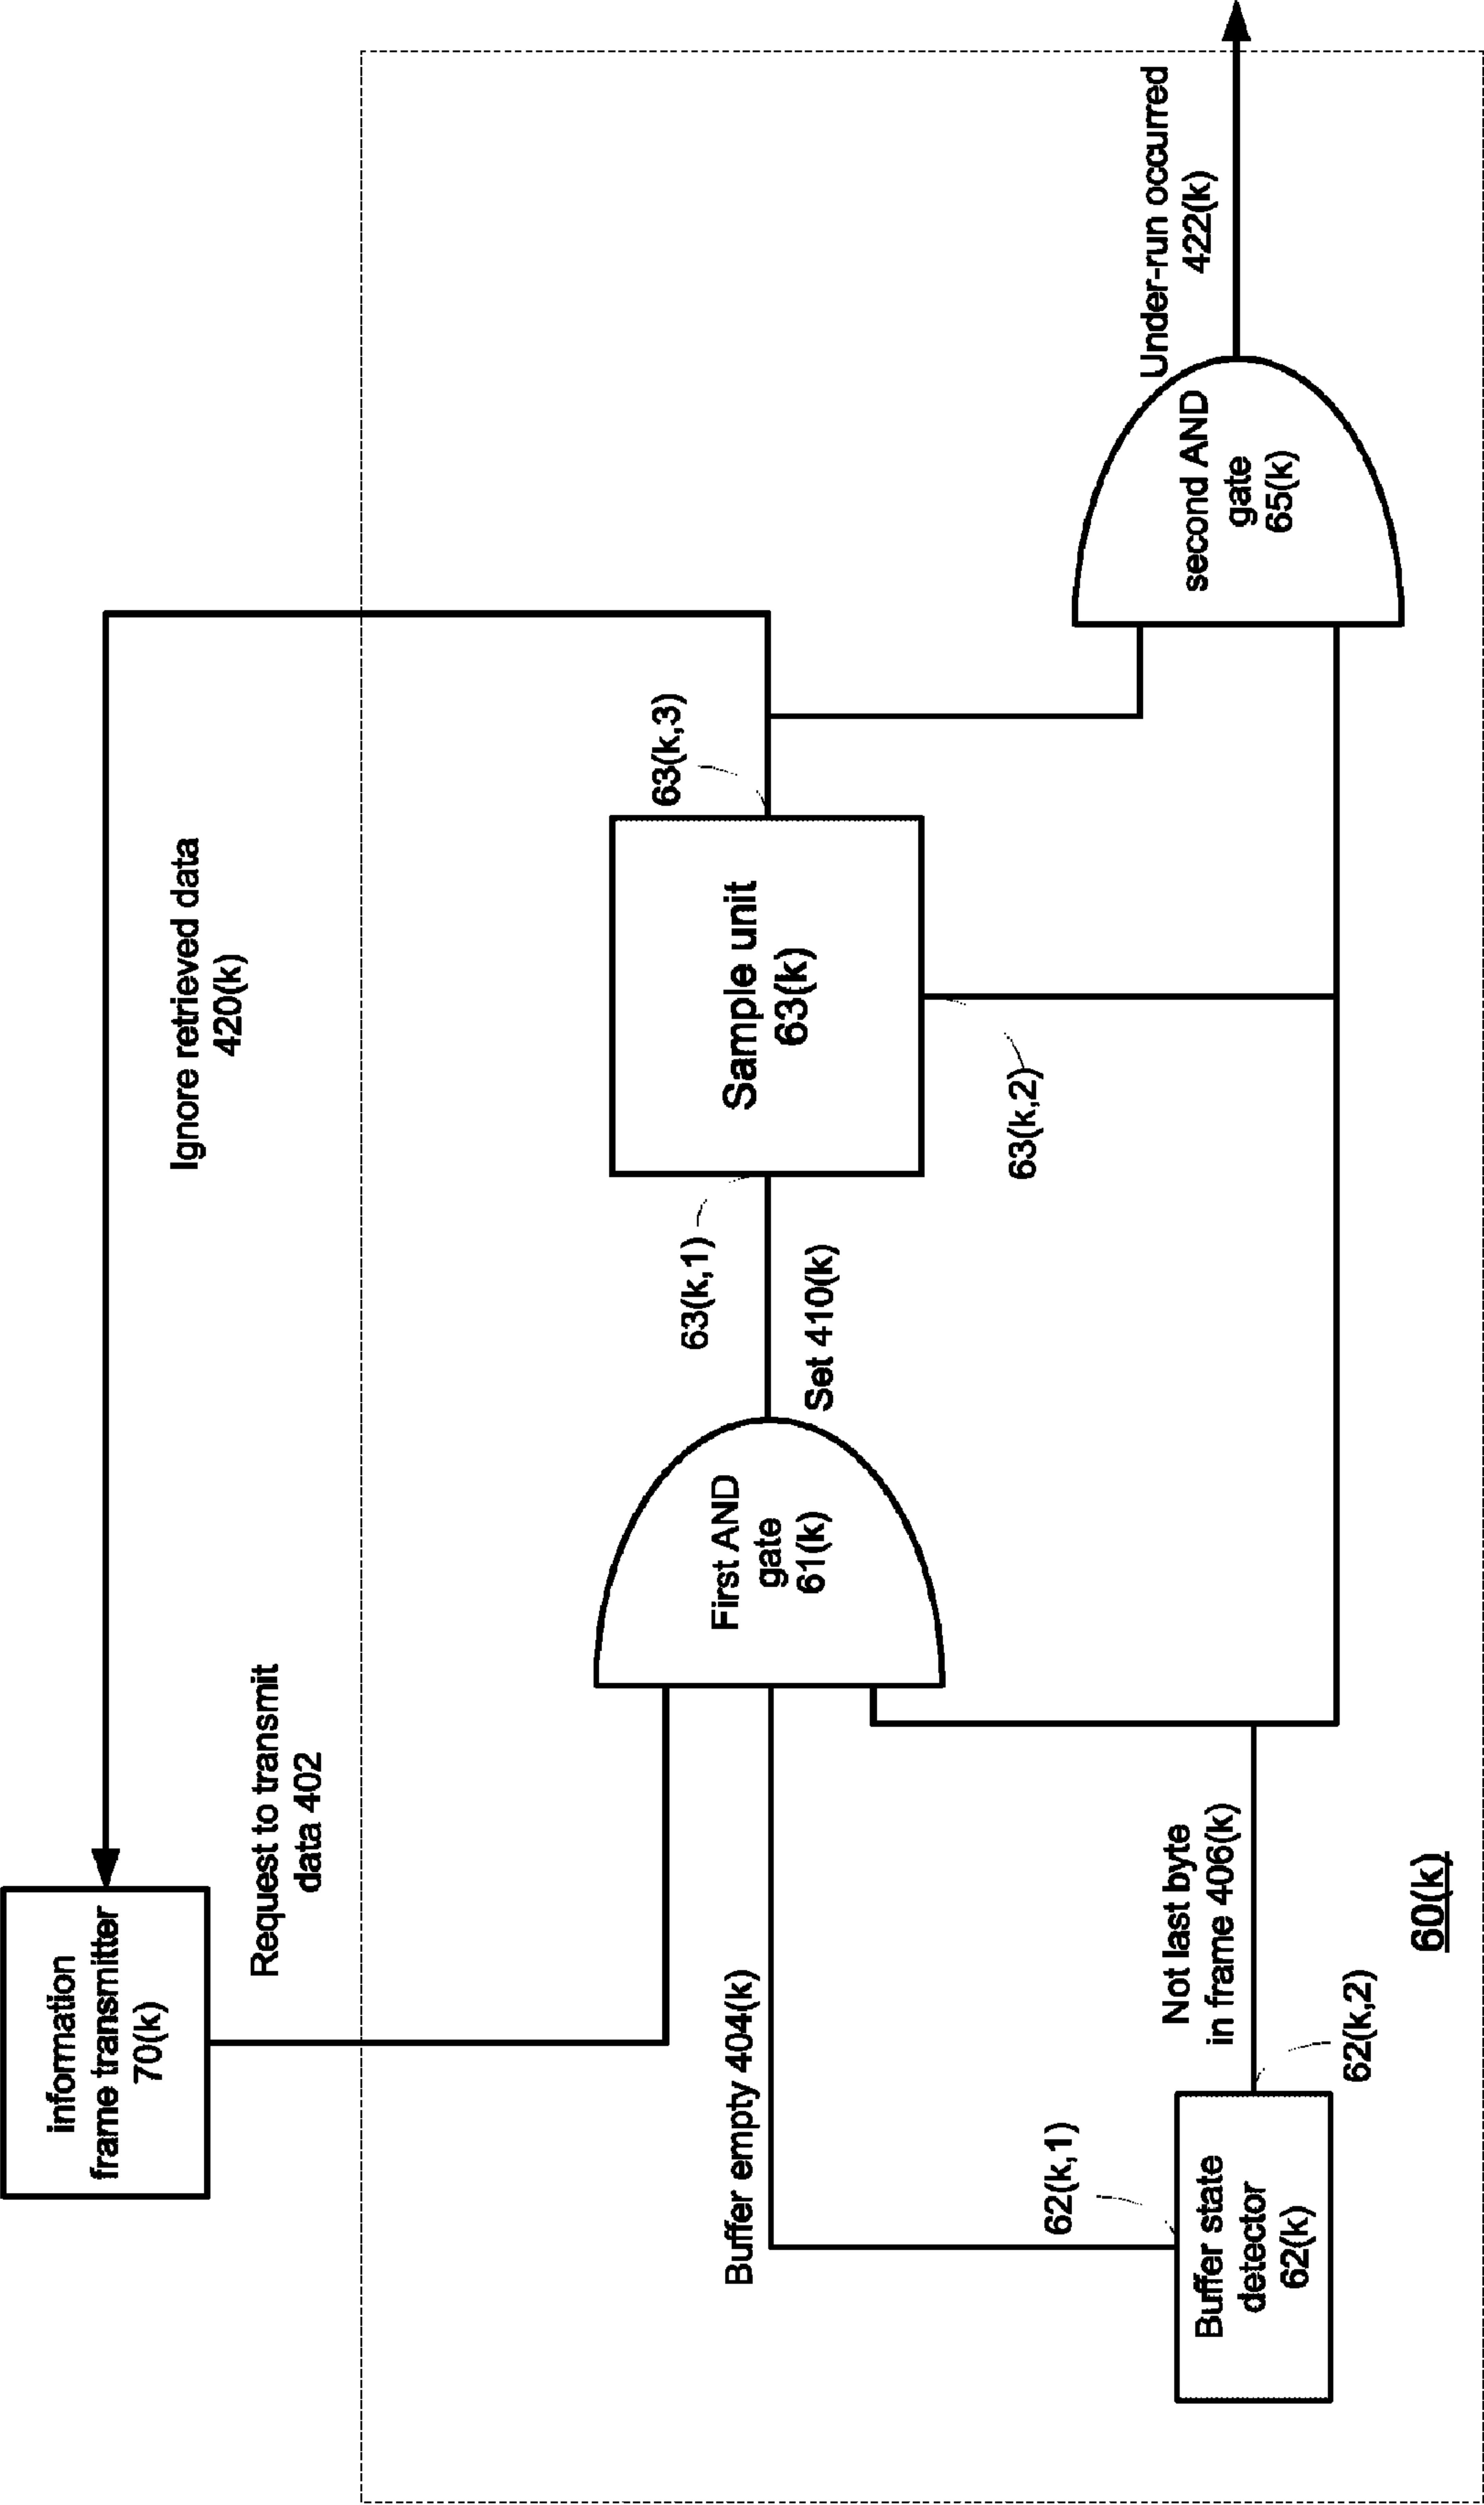 information
frame transmitter
70(k)
Ignore retrieved data
420(k)
Request to transmit
data 402
Buffer empty 404(k)
First AND
gate
61(k)
63(k,1)
Set 410(k)
Sample unit
63(k)
63(k,3)
63(k,2)
62(k,1)
Buffer state
detector
62(k)
62(k,2)
Not last byte
in frame 406(k)
second AND
gate
65(k)
Under-run occurred
422(k)
60(k)